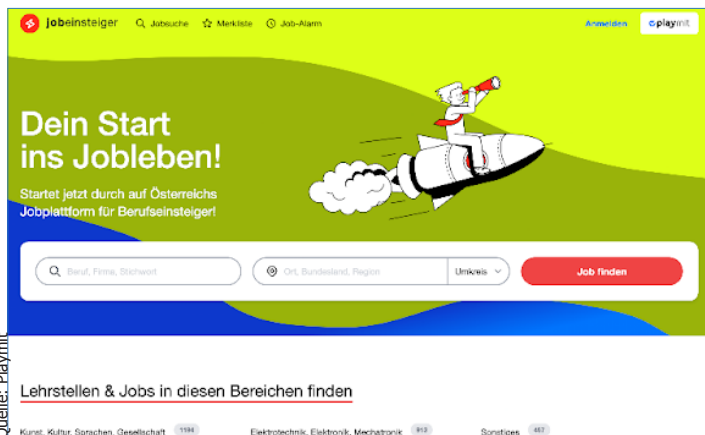 jobeinsteiger Jobsuche Merkliste Job-Alarm Anmelden playmit
Dein Start
ins Jobleben!
Startet jetzt durch auf Österreichs
Jobplattform für Berufseinsteiger!
Beruf, Firma, Stichwort Ort, Bundesland, Region Umkreis Job finden
Quelle: Playmit
Lehrstellen & Jobs in diesen Bereichen finden
Kunst, Kultur, Sprachen, Gesellschaft 1194 Elektrotechnik, Elektronik, Mechatronik Sonstiges